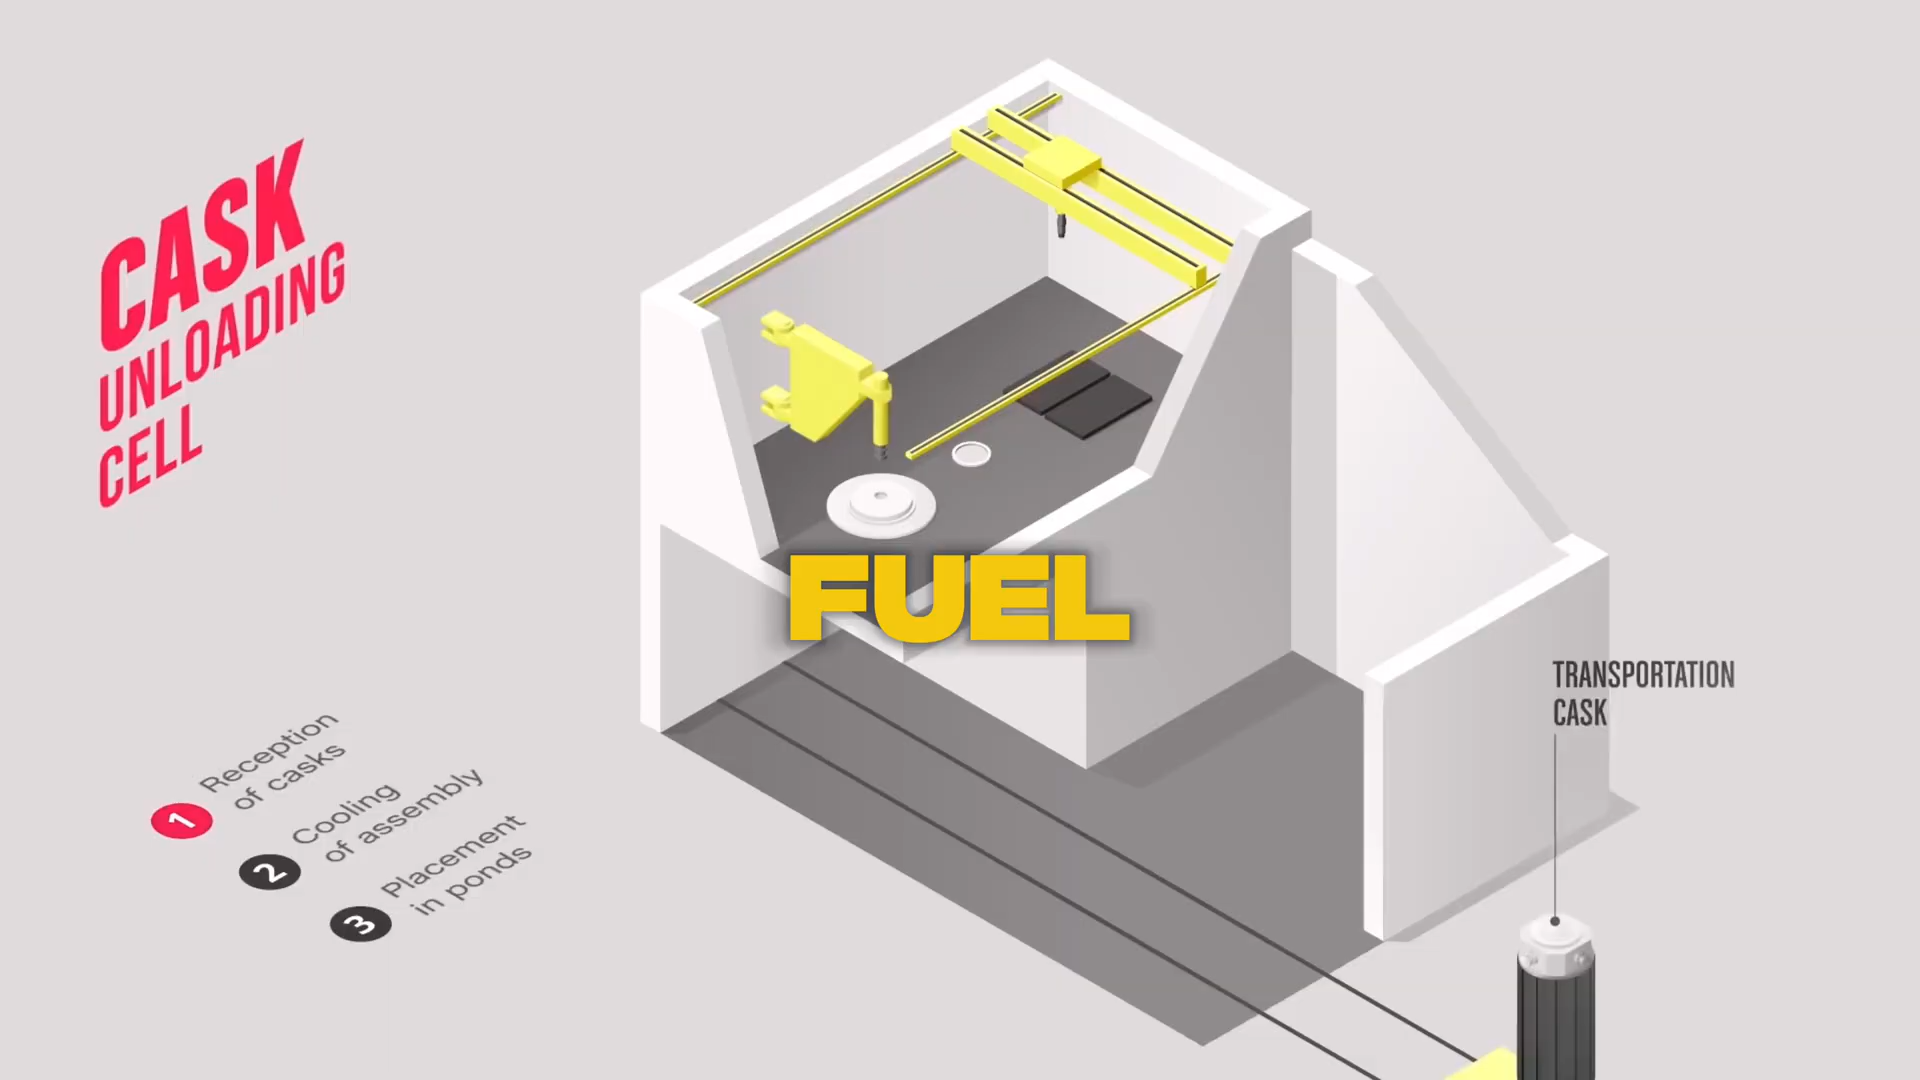 CASK
UNLOADING
CELL
FUEL
TRANSPORTATION
CASK
1 Reception
of casks
2 Cooling
of assembly
3 Placement
in ponds